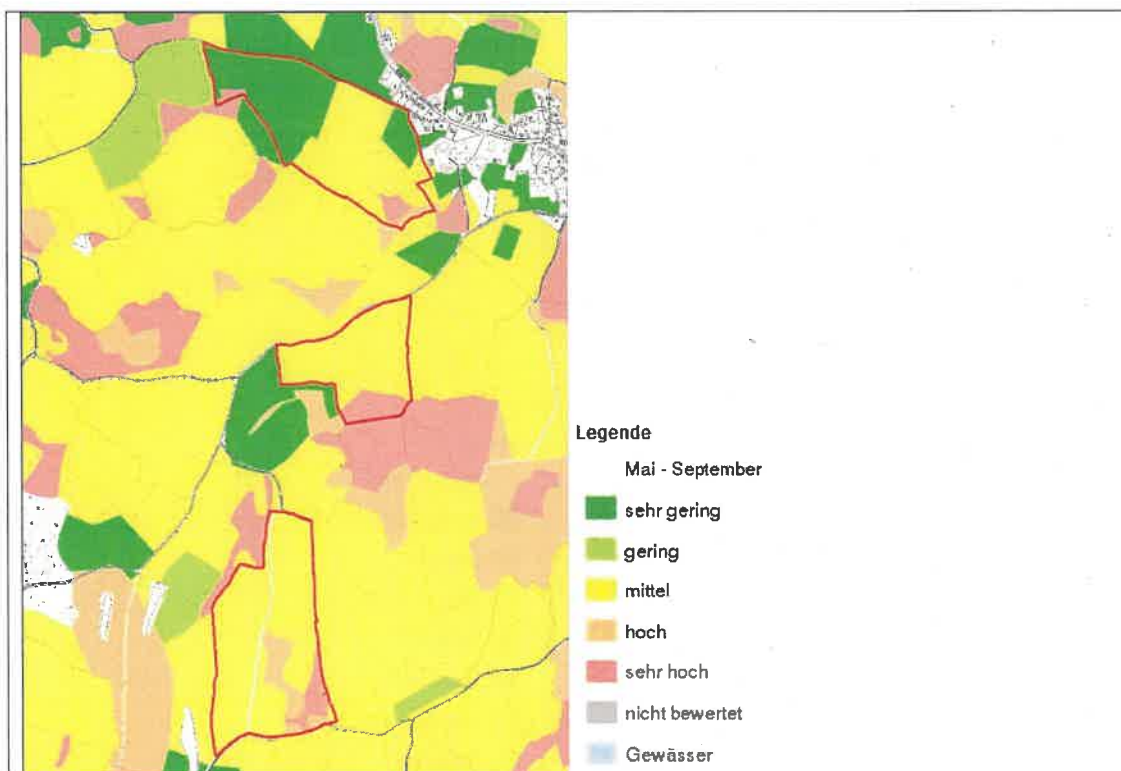 Legende
Mai - September
sehr gering
gering
mittel
hoch
sehr hoch
nicht bewertet
Gewässer